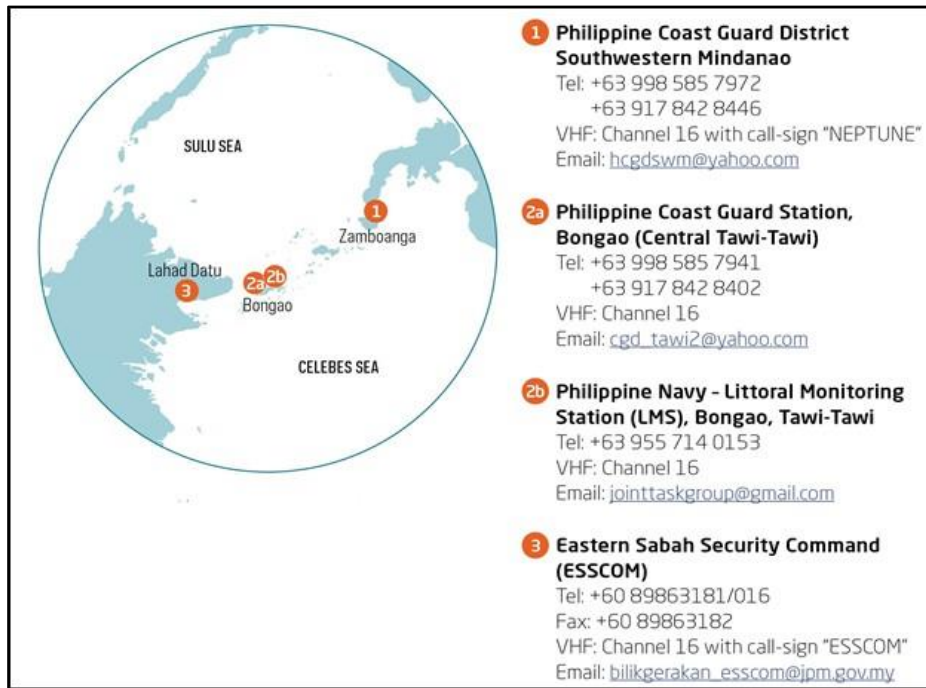 SULU SEA
1
Zamboanga
Lahad Datu
3
2a
2b
Bongao
CELEBES SEA
1 Philippine Coast Guard District
Southwestern Mindanao
Tel: +63 998 585 7972
+63 917 842 8446
VHF: Channel 16 with call-sign "NEPTUNE"
Email: hcgdswm@yahoo.com
2a Philippine Coast Guard Station,
Bongao (Central Tawi-Tawi)
Tel: +63 998 585 7941
+63 917 842 8402
VHF: Channel 16
Email: cgd_tawi2@yahoo.com
2b Philippine Navy - Littoral Monitoring
Station (LMS), Bongao, Tawi-Tawi
Tel: +63 955 714 0153
VHF: Channel 16
Email: jointtaskgroup@gmail.com
3 Eastern Sabah Security Command
(ESSCOM)
Tel: +60 89863181/016
Fax: +60 89863182
VHF: Channel 16 with call-sign "ESSCOM"
Email: bilikgerakan_esscom@jpm.gov.my